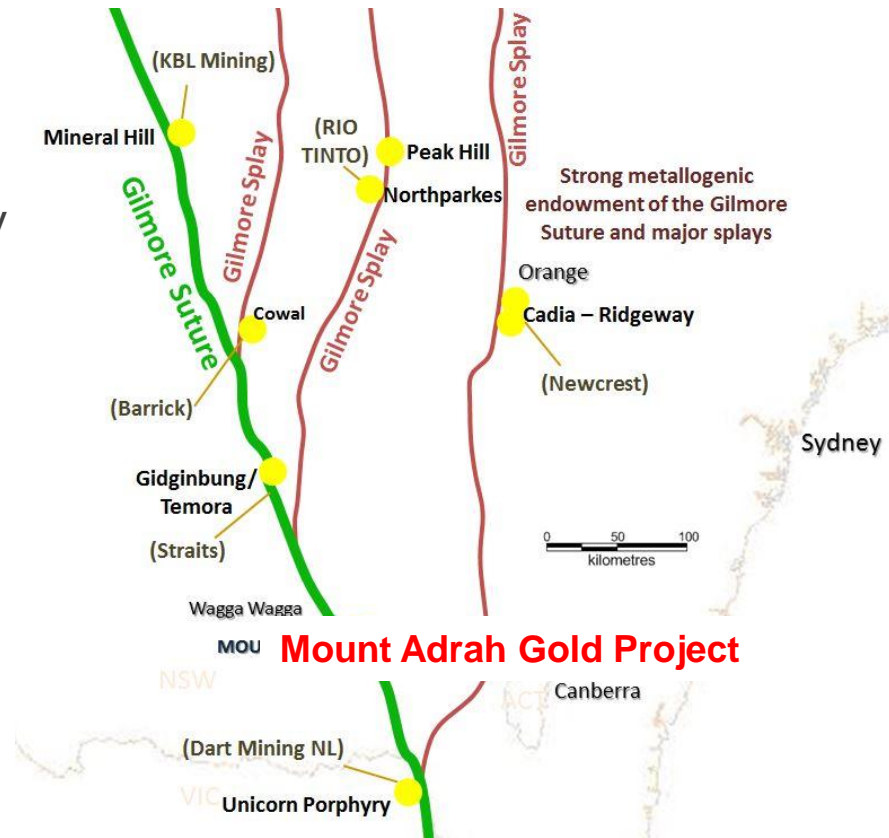 (KBL Mining)
Mineral Hill
Gilmore Suture
Gilmore Splay
(RIO
TINTO)
Peak Hill
Northparkes
Gilmore Splay
Gilmore Splay
Strong metallogenic
endowment of the Gilmore
Suture and major splays
Orange
Cadia – Ridgeway
(Newcrest)
Cowal
(Barrick)
Sydney
Gidginbung/
Temora
(Straits)
0 50 100
kilometres
Wagga Wagga
MOU
Mount Adrah Gold Project
NSW
ACT
Canberra
(Dart Mining NL)
VIC
Unicorn Porphyry
y